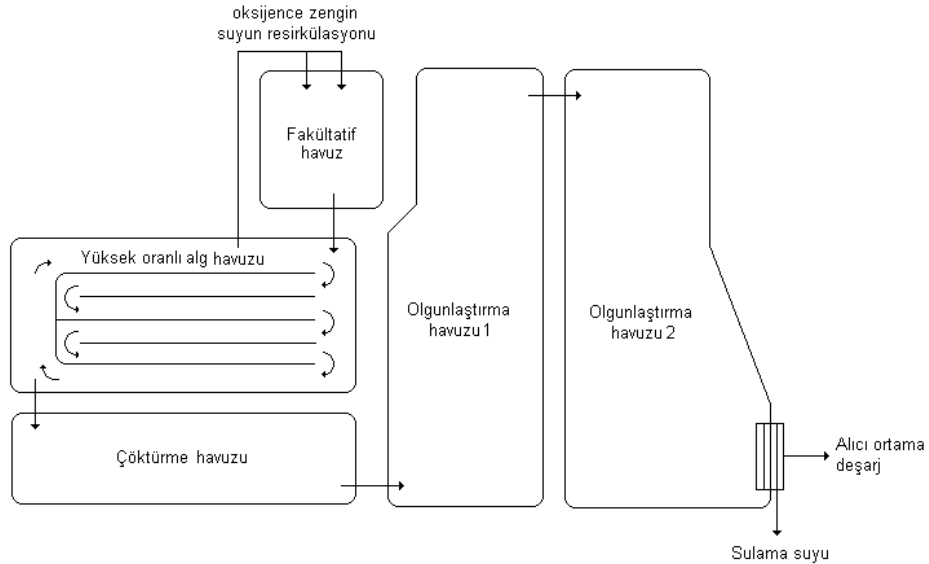 oksijence zengin
suyun resirkülasyonu
Fakültatif
havuz
Yüksek oranlı alg havuzu
Olgunlaştırma
havuzu 1
Olgunlaştırma
havuzu 2
Çöktürme havuzu
Alıcı ortama
deşarj
Sulama suyu